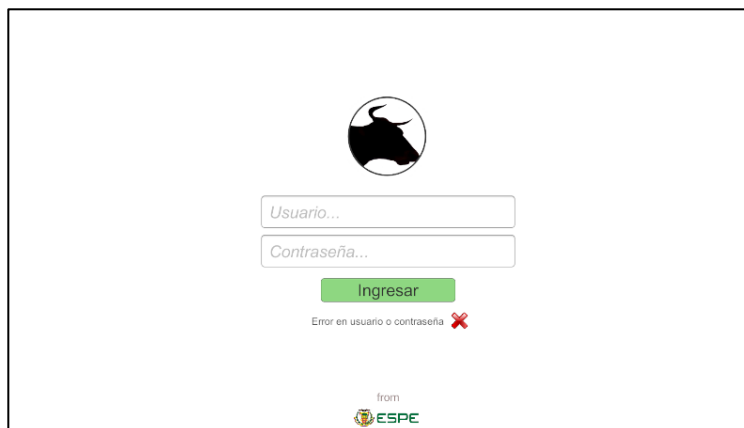 Usuario...
Contraseña...
Ingresar
Error en usuario o contraseña
from
ESPE